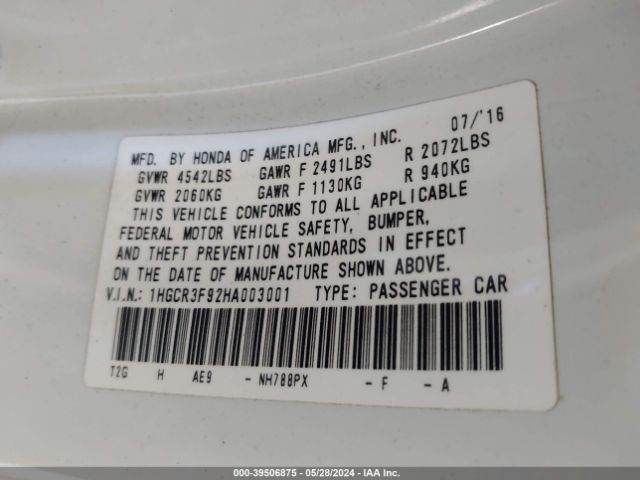 MFD. BY HONDA OF AMERICA MFG., INC. 07/'16
GVWR 4542LBS GAWR F 2491LBS R 2072LBS
GVWR 2060KG GAWR F 1130KG R 940KG
THIS VEHICLE CONFORMS TO ALL APPLICABLE
FEDERAL MOTOR VEHICLE SAFETY, BUMPER,
AND THEFT PREVENTION STANDARDS IN EFFECT
ON THE DATE OF MANUFACTURE SHOWN ABOVE.
V.I.N.: 1HGCR3F92HA003001 TYPE: PASSENGER CAR
T2G H AE9 - NH788PX - F - A
000-39506875 - 05/28/2024 - IAA Inc.